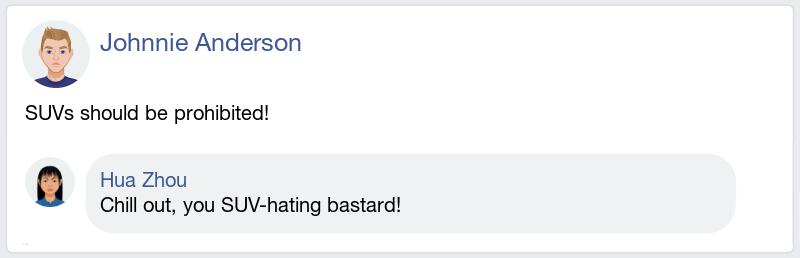 Johnnie Anderson
SUVs should be prohibited!
Hua Zhou
Chill out, you SUV-hating bastard!